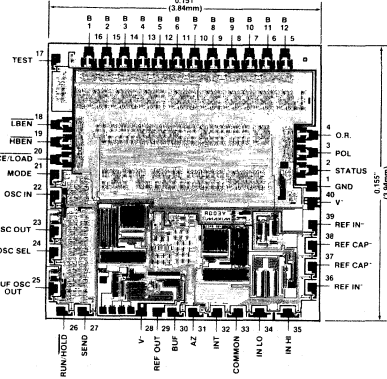 (3.84mm)
B B B B B B B B B B B B
1 2 3 4 5 6 7 8 9 10 11 12
16 15 14 13 12 11 10 9 8 7 6 5
TEST 17
LBEN 18
HBEN 19
CE/LOAD 20
MODE 21
OSC IN 22
SC OUT 23
OSC SEL 24
UF OSC OUT 25
RUN/HOLD 26
SEND 27
V- 28
REF OUT 29
BUF 30
AZ 31
INT 32
COMMON 33
IN LO 34
IN HI 35
4 O.R.
3 POL
2 STATUS
1 GND
40 V
39 REF IN-
38 REF CAP-
37 REF CAP
36 REF IN
0.155"
(3.94mm)